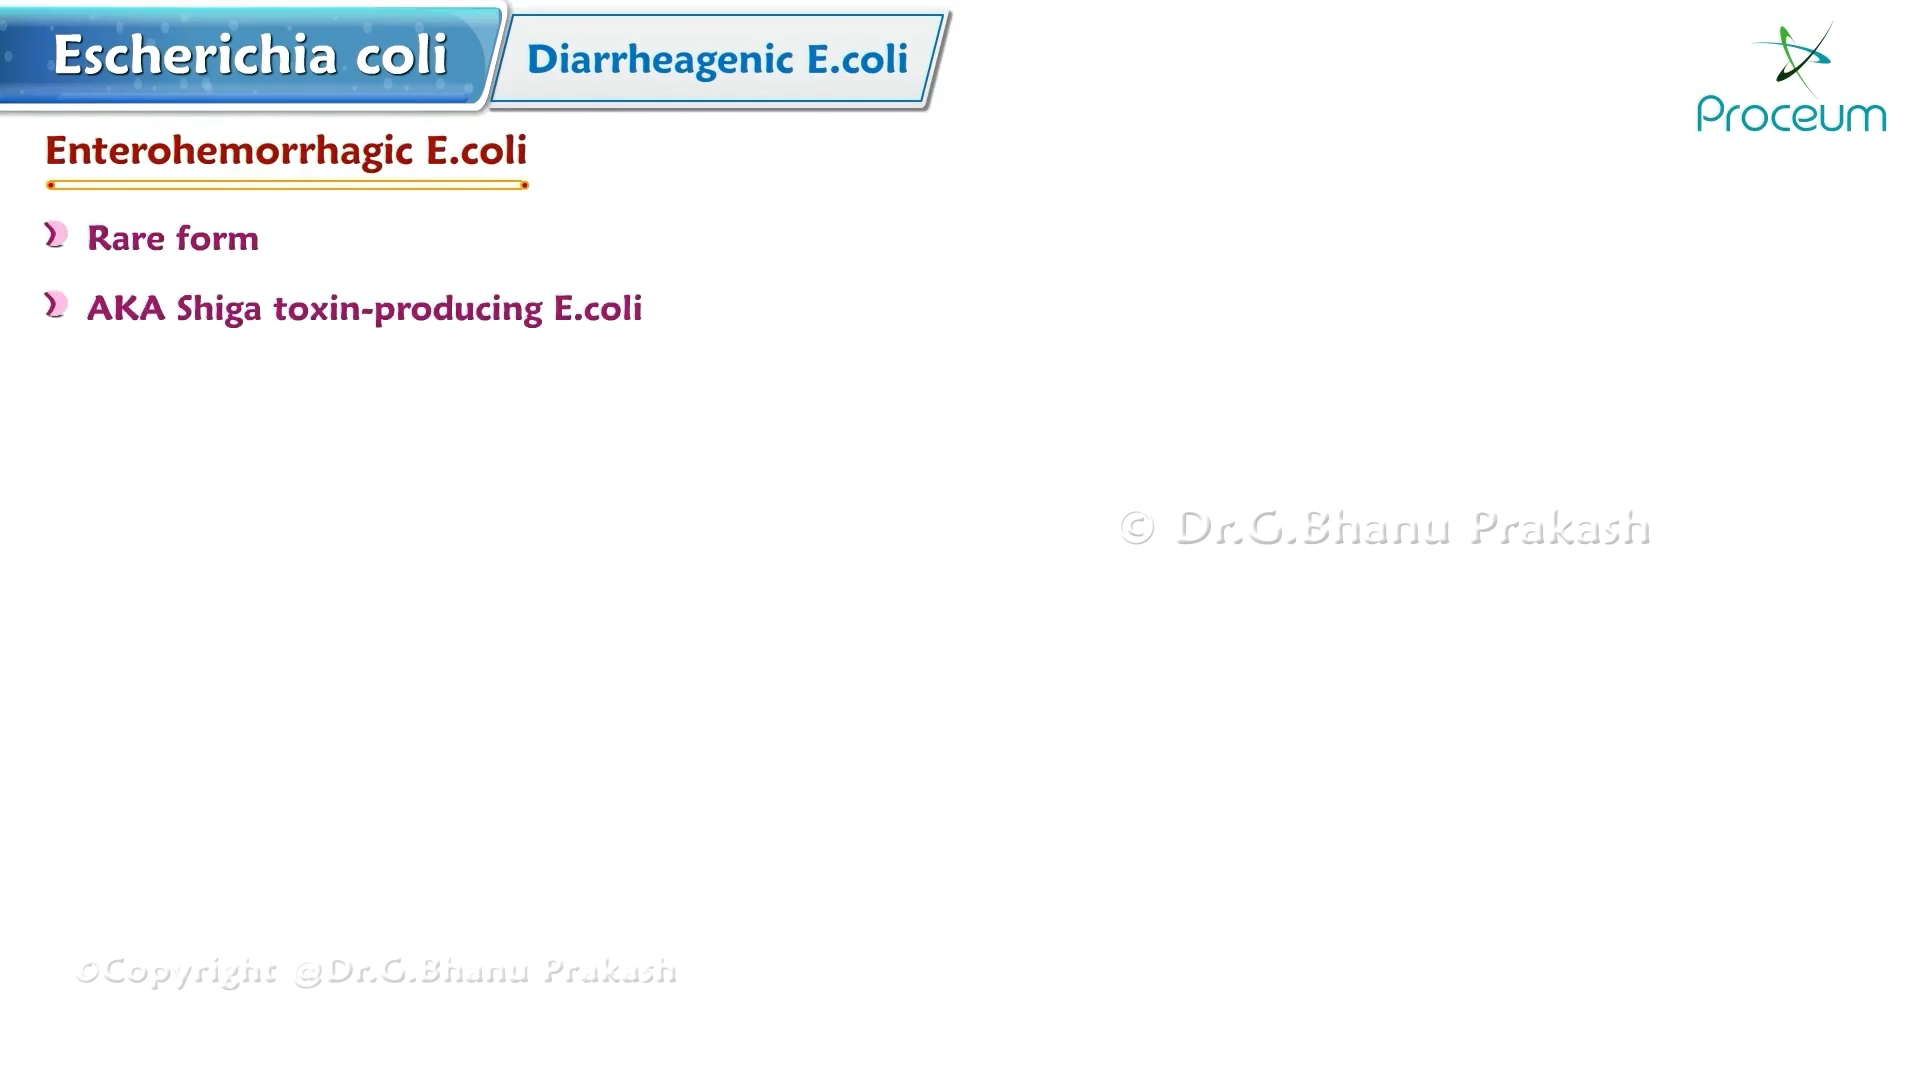 Escherichia coli
Diarrheagenic E.coli
Proceum
Enterohemorrhagic E.coli
Rare form
AKA Shiga toxin-producing E.coli
© Dr.G.Bhanu Prakash
©Copyright @Dr.G.Bhanu Prakash